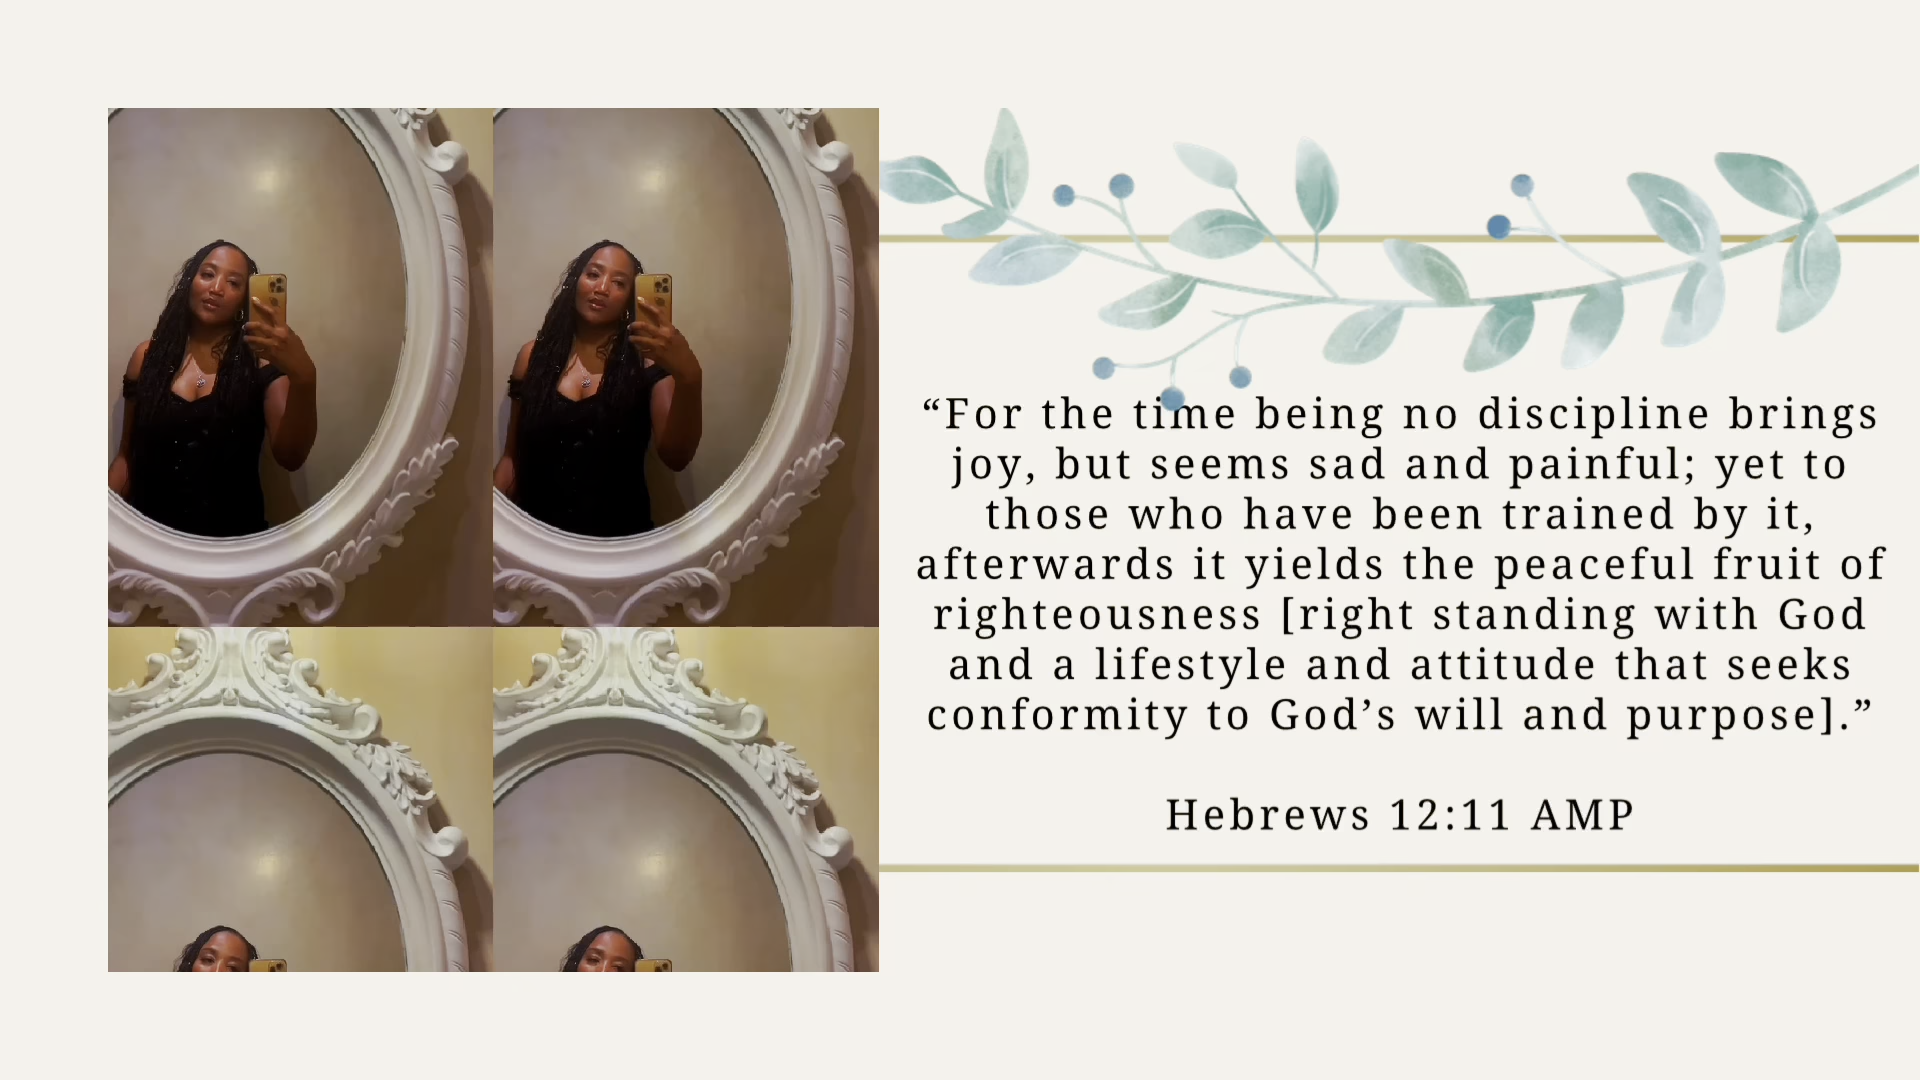 “For the time being no discipline brings
joy, but seems sad and painful; yet to
those who have been trained by it,
afterwards it yields the peaceful fruit of
righteousness [right standing with God
and a lifestyle and attitude that seeks
conformity to God’s will and purpose].”
Hebrews 12:11 AMP